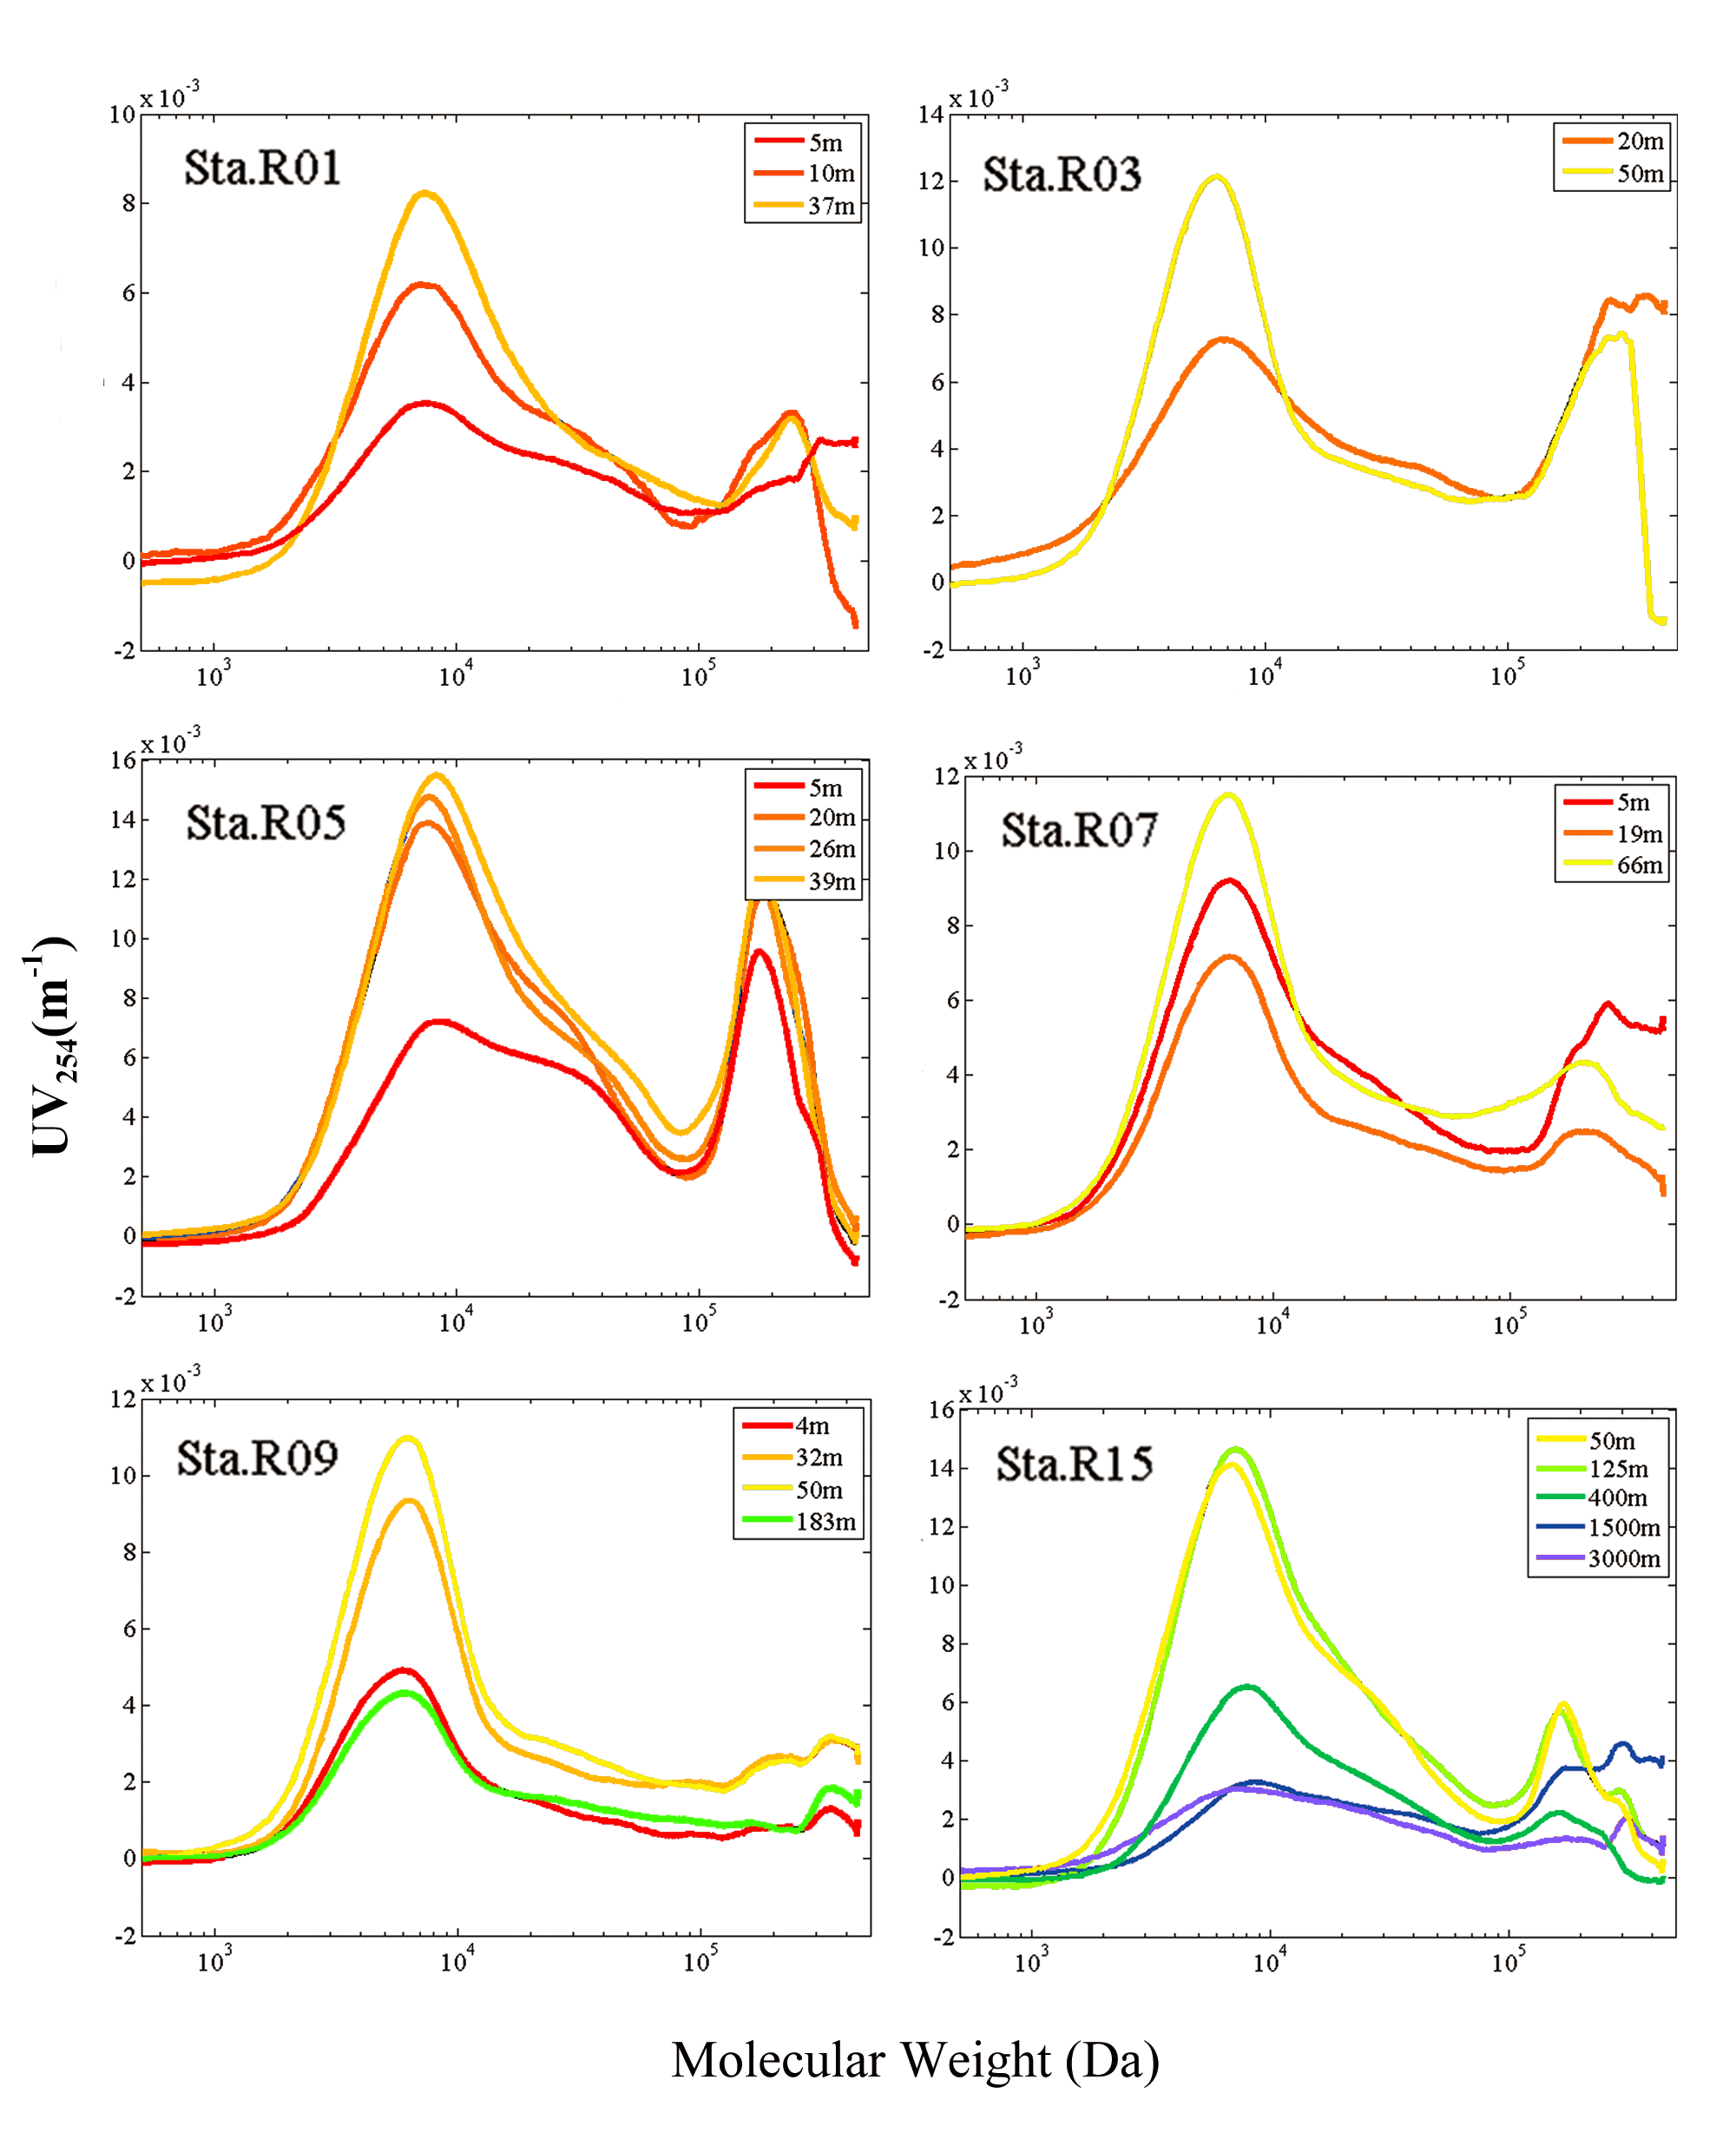 x 10⁻³
10
8
6
4
2
0
-2
10³ 10⁴ 10⁵
Sta.R01
5m
10m
37m
x 10⁻³
14
12
10
8
6
4
2
0
-2
10³ 10⁴ 10⁵
Sta.R03
20m
50m
x 10⁻³
16
14
12
10
8
6
4
2
0
-2
10³ 10⁴ 10⁵
Sta.R05
5m
20m
26m
39m
x 10⁻³
12
10
8
6
4
2
0
-2
10³ 10⁴ 10⁵
Sta.R07
5m
19m
66m
x 10⁻³
12
10
8
6
4
2
0
-2
10³ 10⁴ 10⁵
Sta.R09
4m
32m
50m
183m
x 10⁻³
16
14
12
10
8
6
4
2
0
-2
10³ 10⁴ 10⁵
Sta.R15
50m
125m
400m
1500m
3000m
UV₂₅₄(m⁻¹)
Molecular Weight (Da)